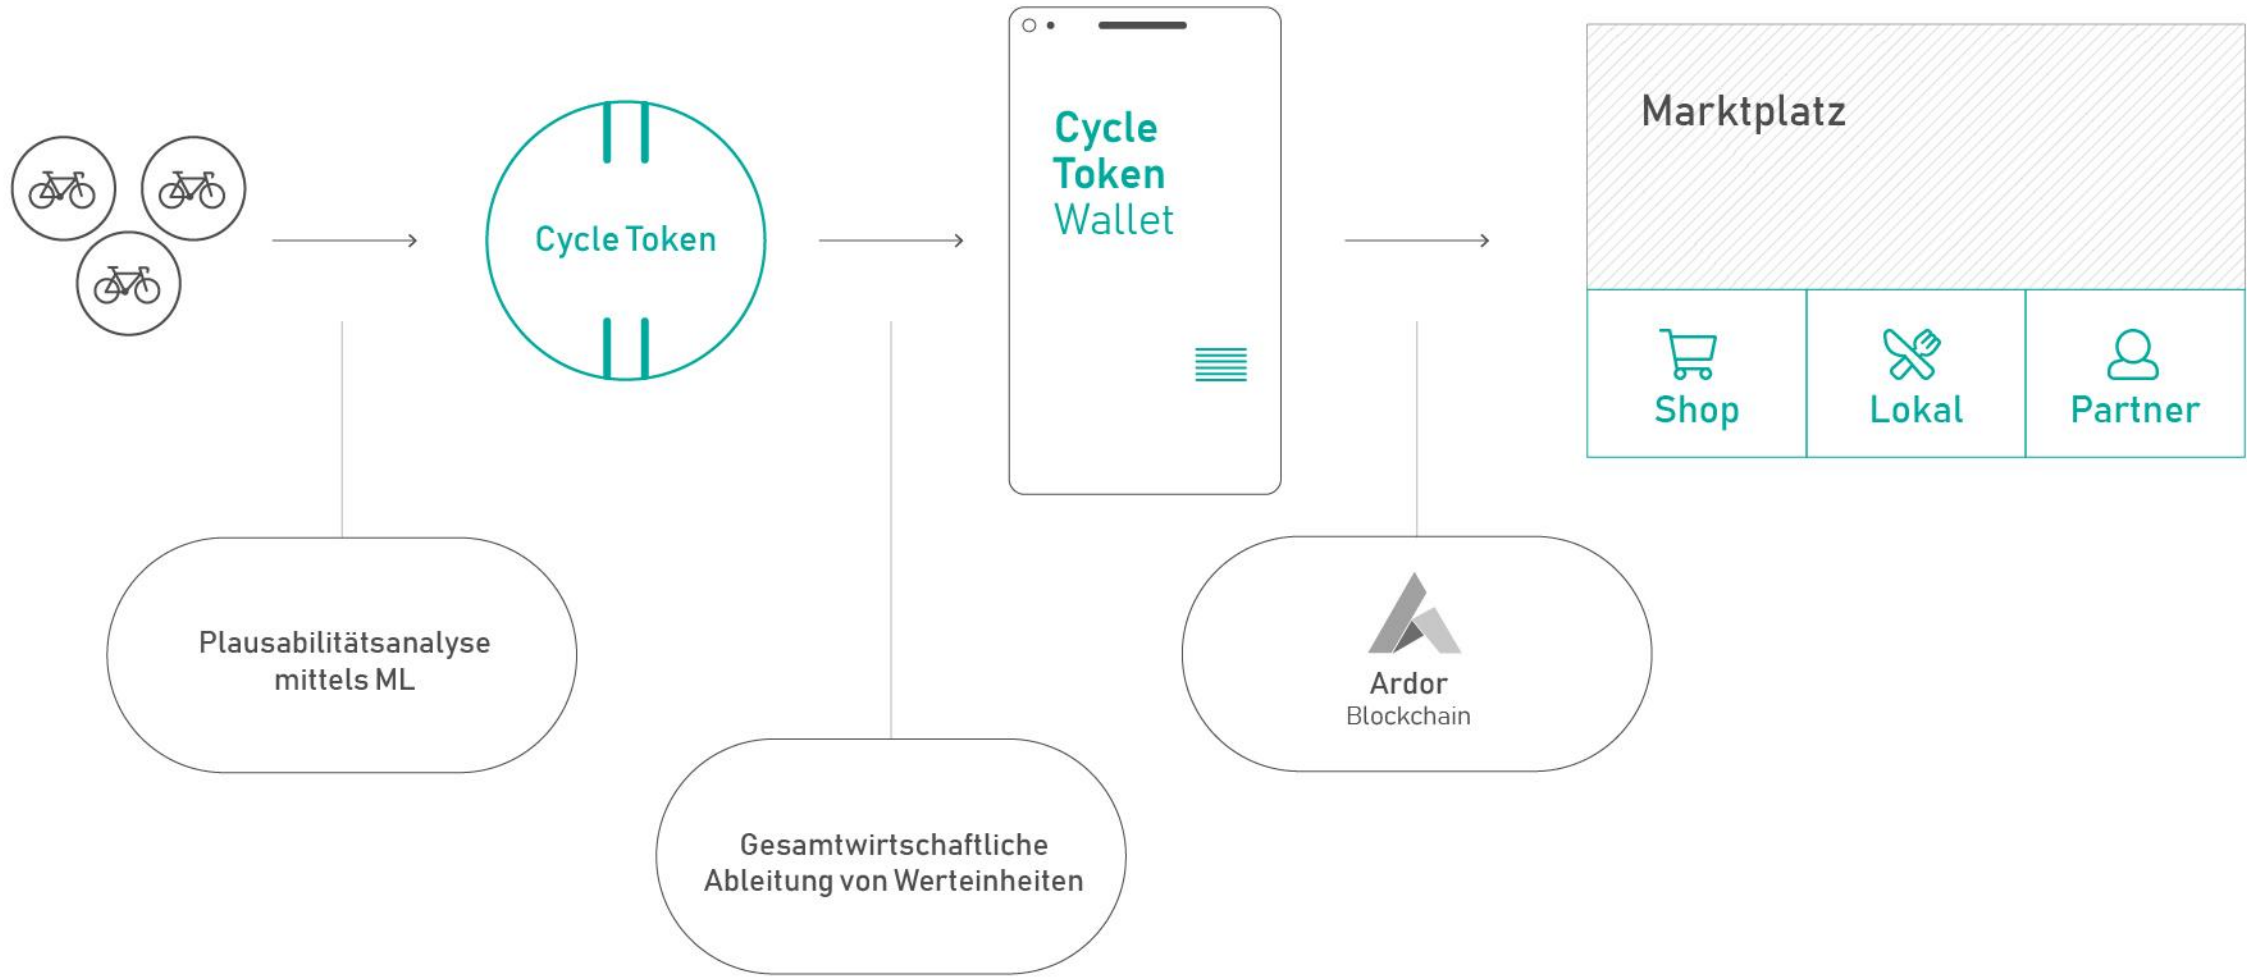 Cycle Token
Cycle
Token
Wallet
Marktplatz
Shop
Lokal
Partner
Plausabilitätsanalyse
mittels ML
Gesamtwirtschaftliche
Ableitung von Werteinheiten
Ardor
Blockchain